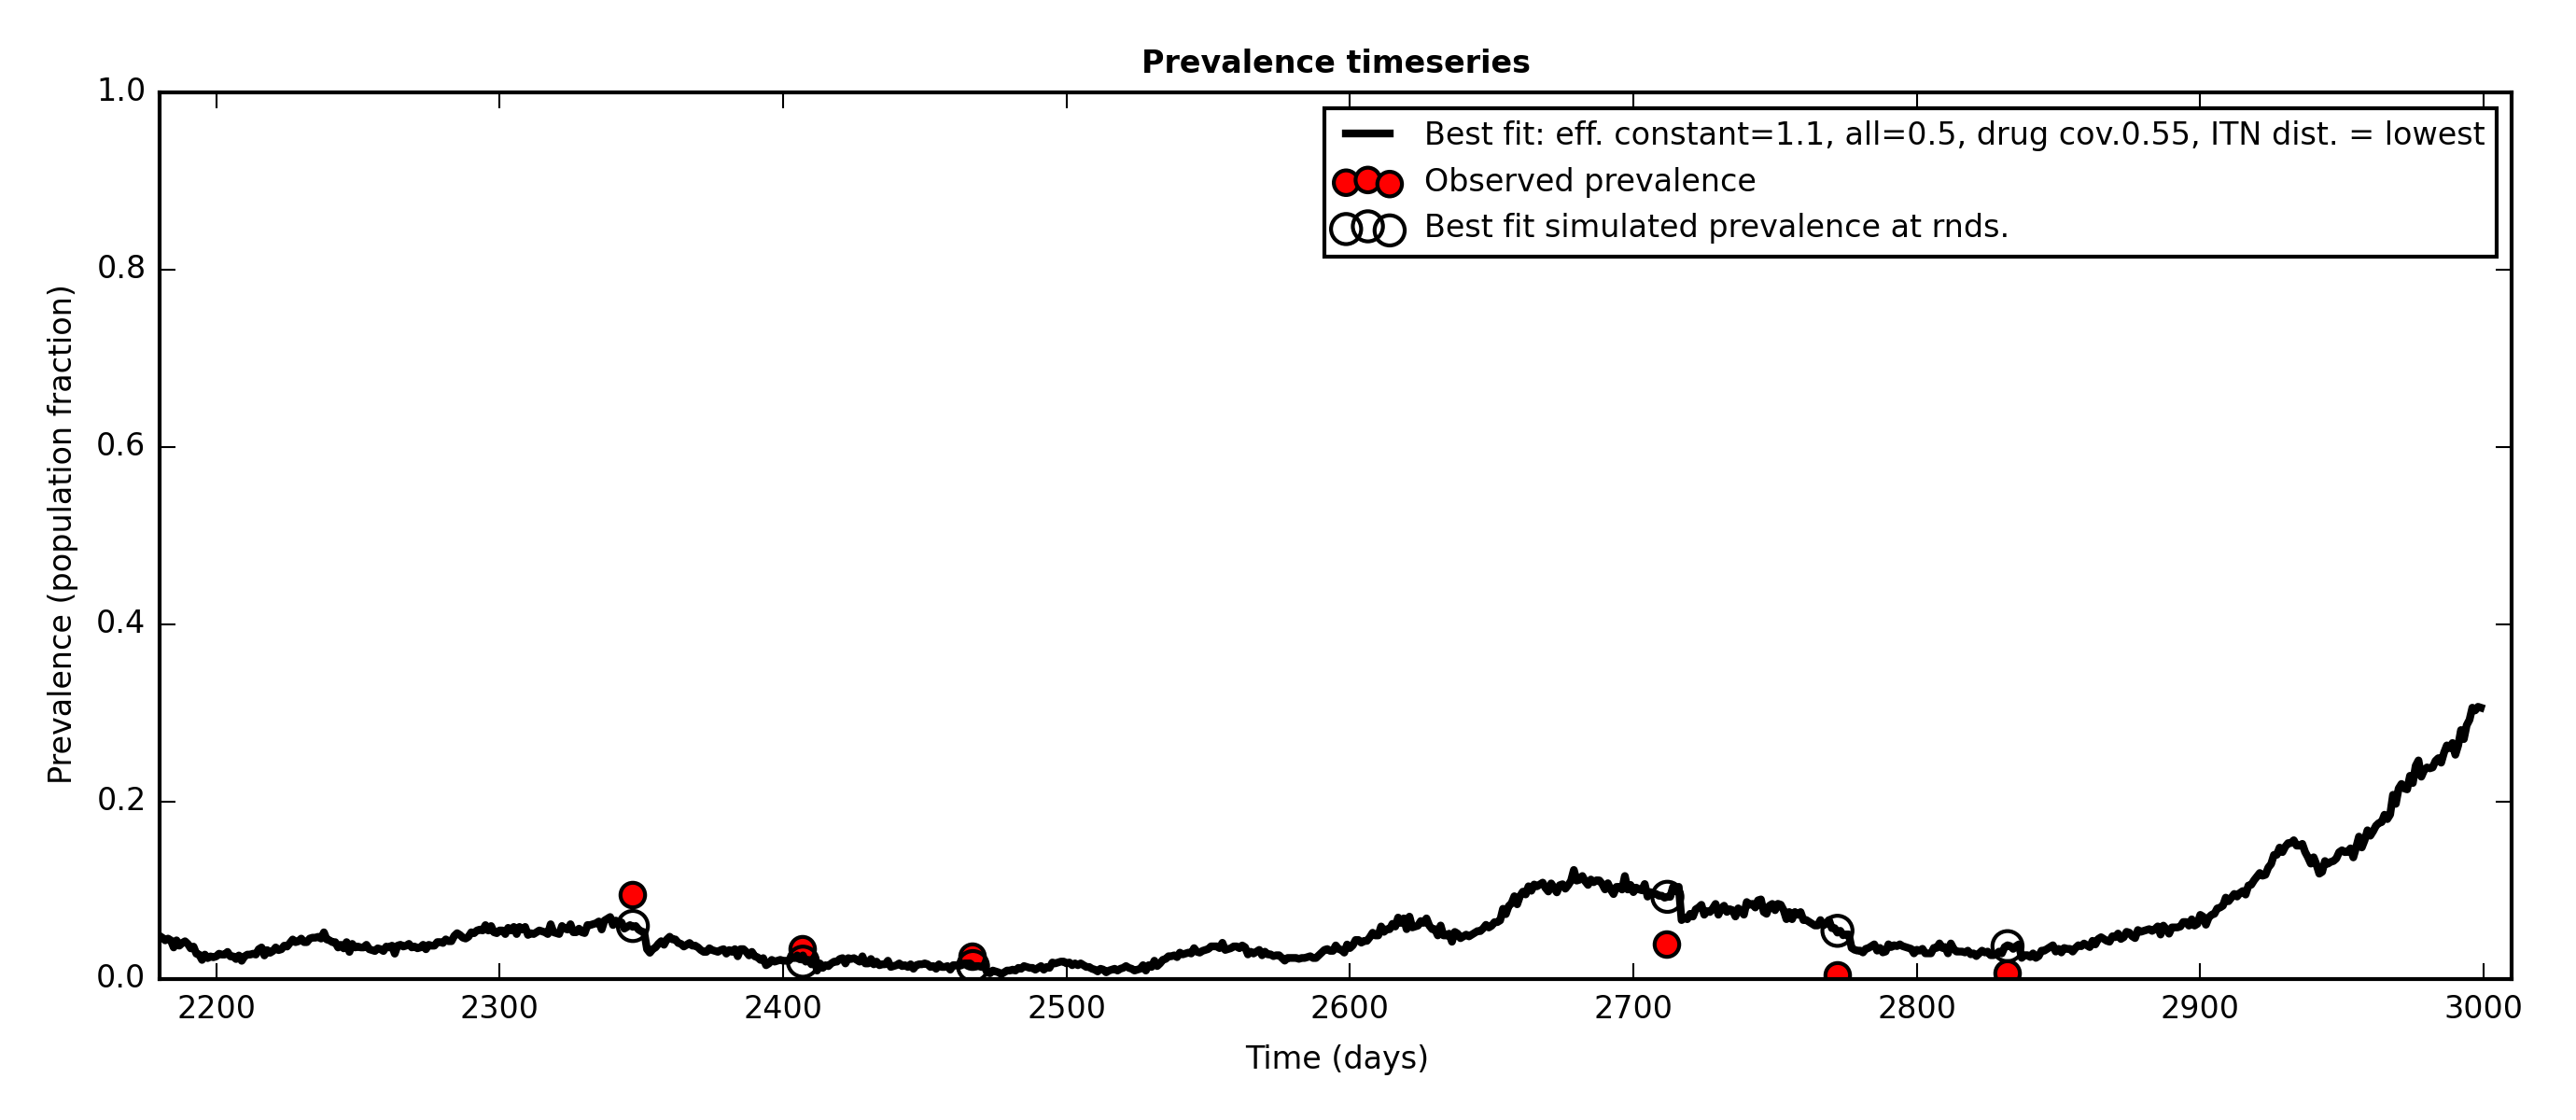 Prevalence timeseries
Best fit: eff. constant=1.1, all=0.5, drug cov.0.55, ITN dist. = lowest
Observed prevalence
Best fit simulated prevalence at rnds.
Prevalence (population fraction)
1.0
0.8
0.6
0.4
0.2
0.0
2200 2300 2400 2500 2600 2700 2800 2900 3000
Time (days)